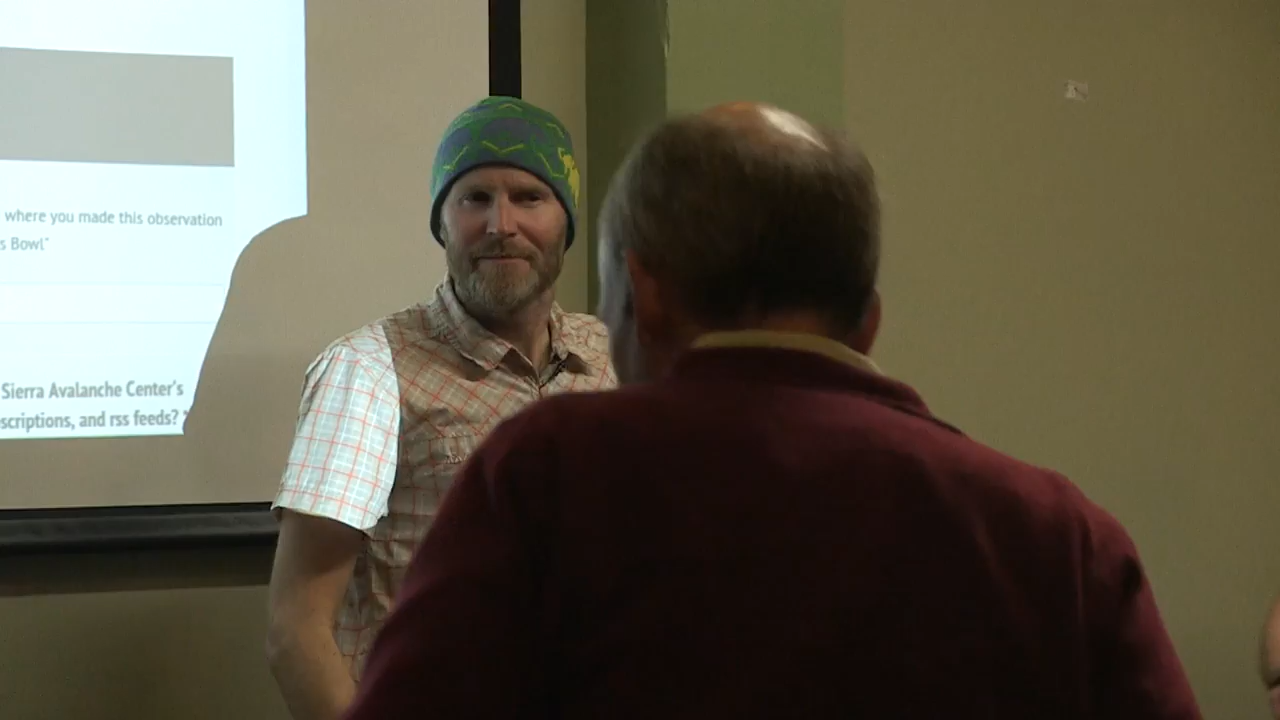 where you made this observation
s Bowl"
Sierra Avalanche Center's
scriptions, and rss feeds?